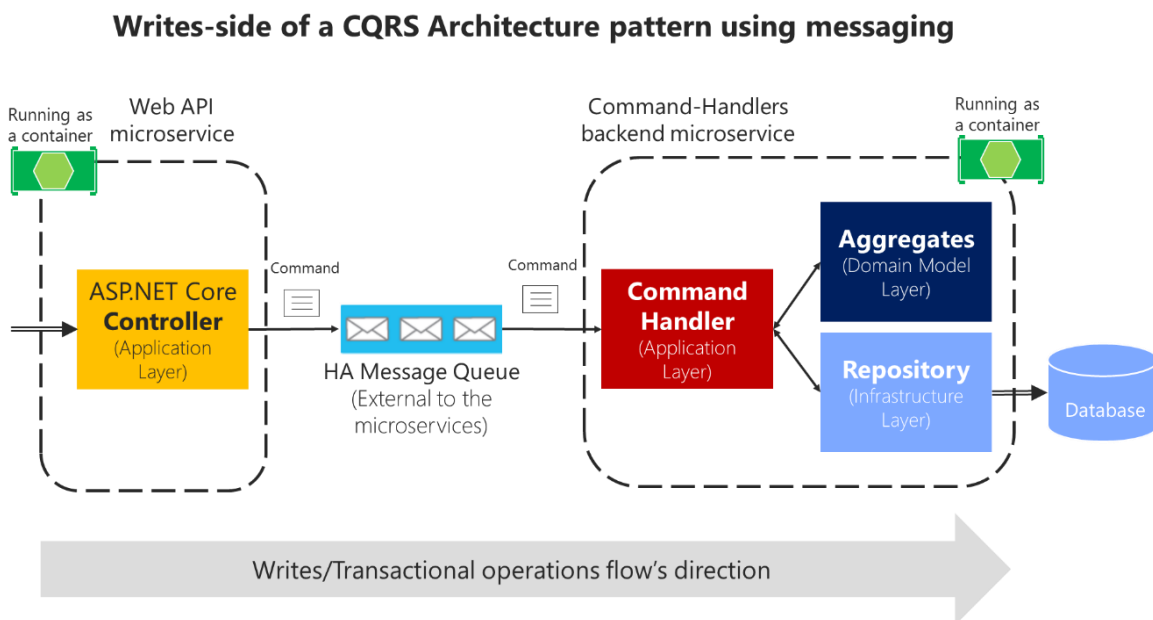 Writes-side of a CQRS Architecture pattern using messaging
Running as
a container
Web API
microservice
Command-Handlers
backend microservice
Running as
a container
ASP.NET Core
Controller
(Application
Layer)
Command
HA Message Queue
(External to the
microservices)
Command
Command
Handler
(Application
Layer)
Aggregates
(Domain Model
Layer)
Repository
(Infrastructure
Layer)
Database
Writes/Transactional operations flow's direction